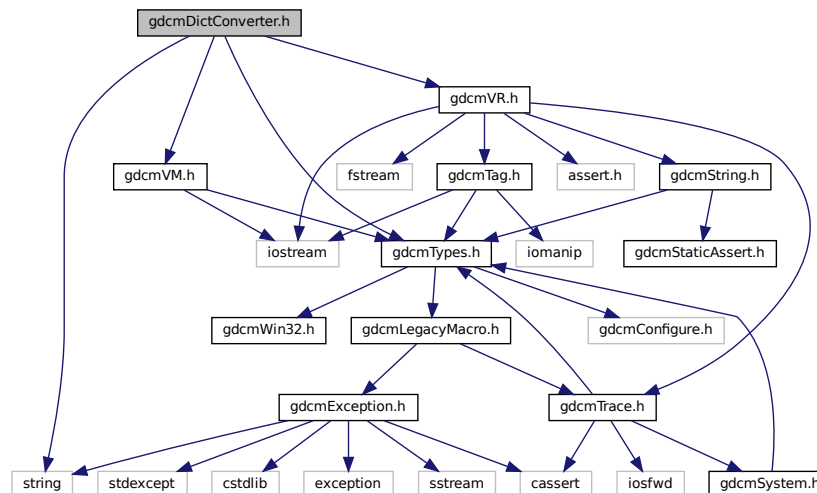 gdcmDictConverter.h
gdcmVR.h
gdcmVM.h
fstream
gdcmTag.h
assert.h
gdcmString.h
iostream
gdcmTypes.h
iomanip
gdcmStaticAssert.h
gdcmWin32.h
gdcmLegacyMacro.h
gdcmConfigure.h
gdcmException.h
gdcmTrace.h
string
stdexcept
cstdlib
exception
sstream
cassert
iosfwd
gdcmSystem.h